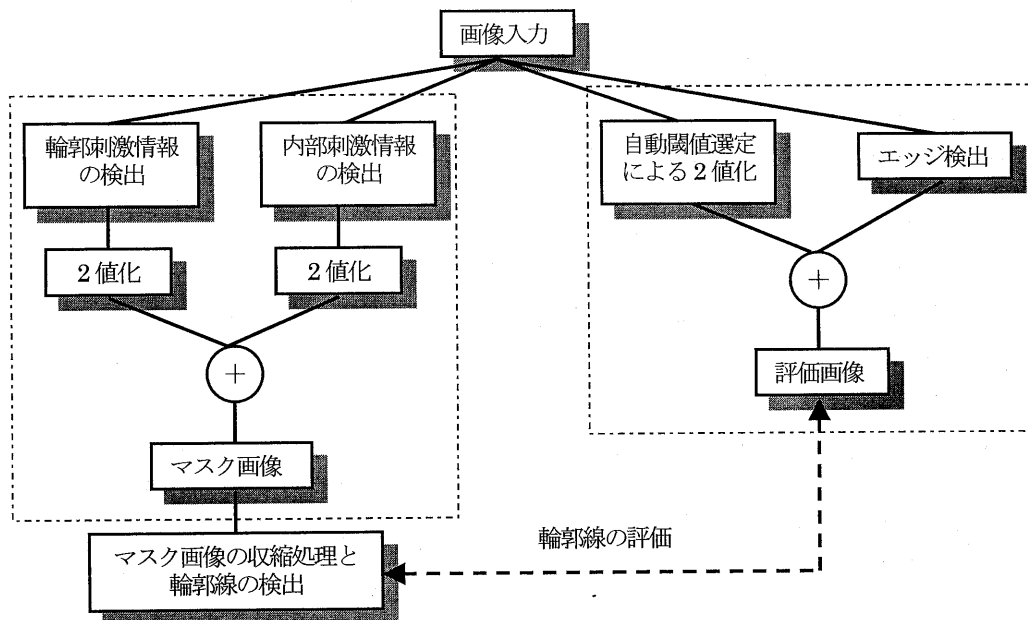 画像入力
輪郭刺激情報
の検出
内部刺激情報
の検出
自動閾値選定
による2値化
エッジ検出
2値化
2値化
+
+
評価画像
マスク画像
マスク画像の収縮処理と
輪郭線の検出
輪郭線の評価